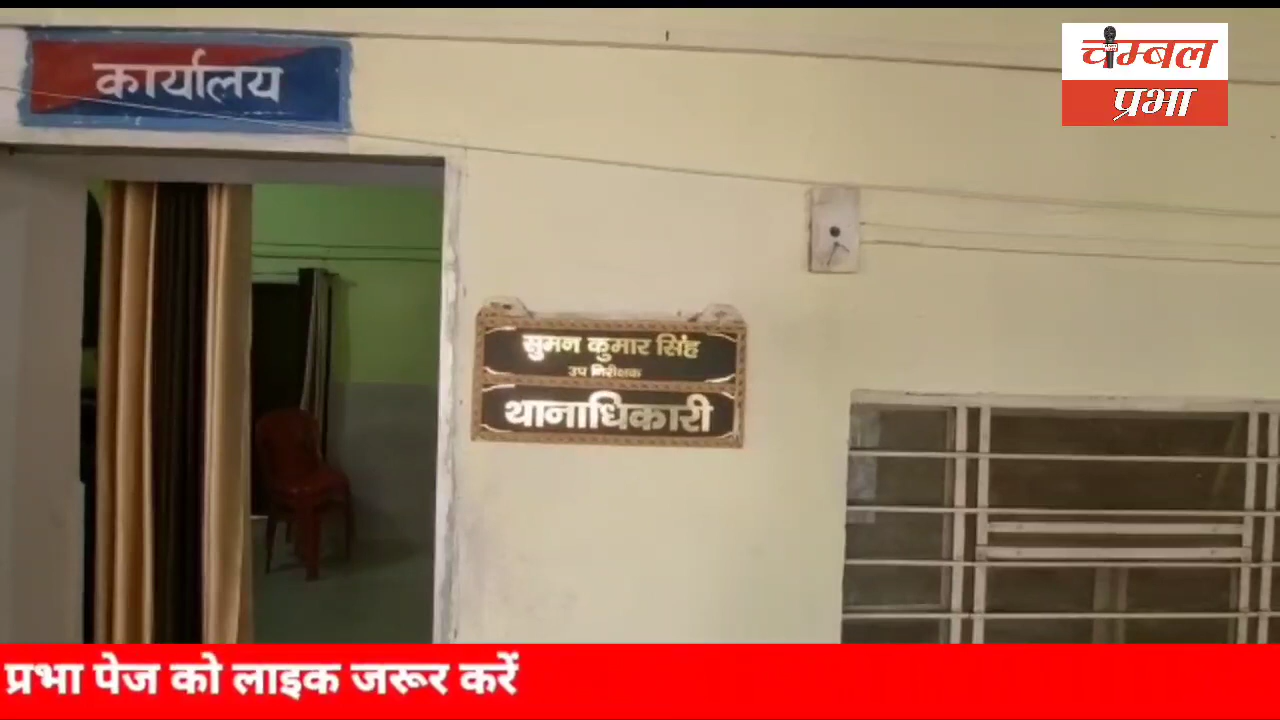 कार्यालय
चम्बल
प्रभा
सुमन कुमार सिंह
उप निरीक्षक
थानाधिकारी
प्रभा पेज को लाइक जरूर करें